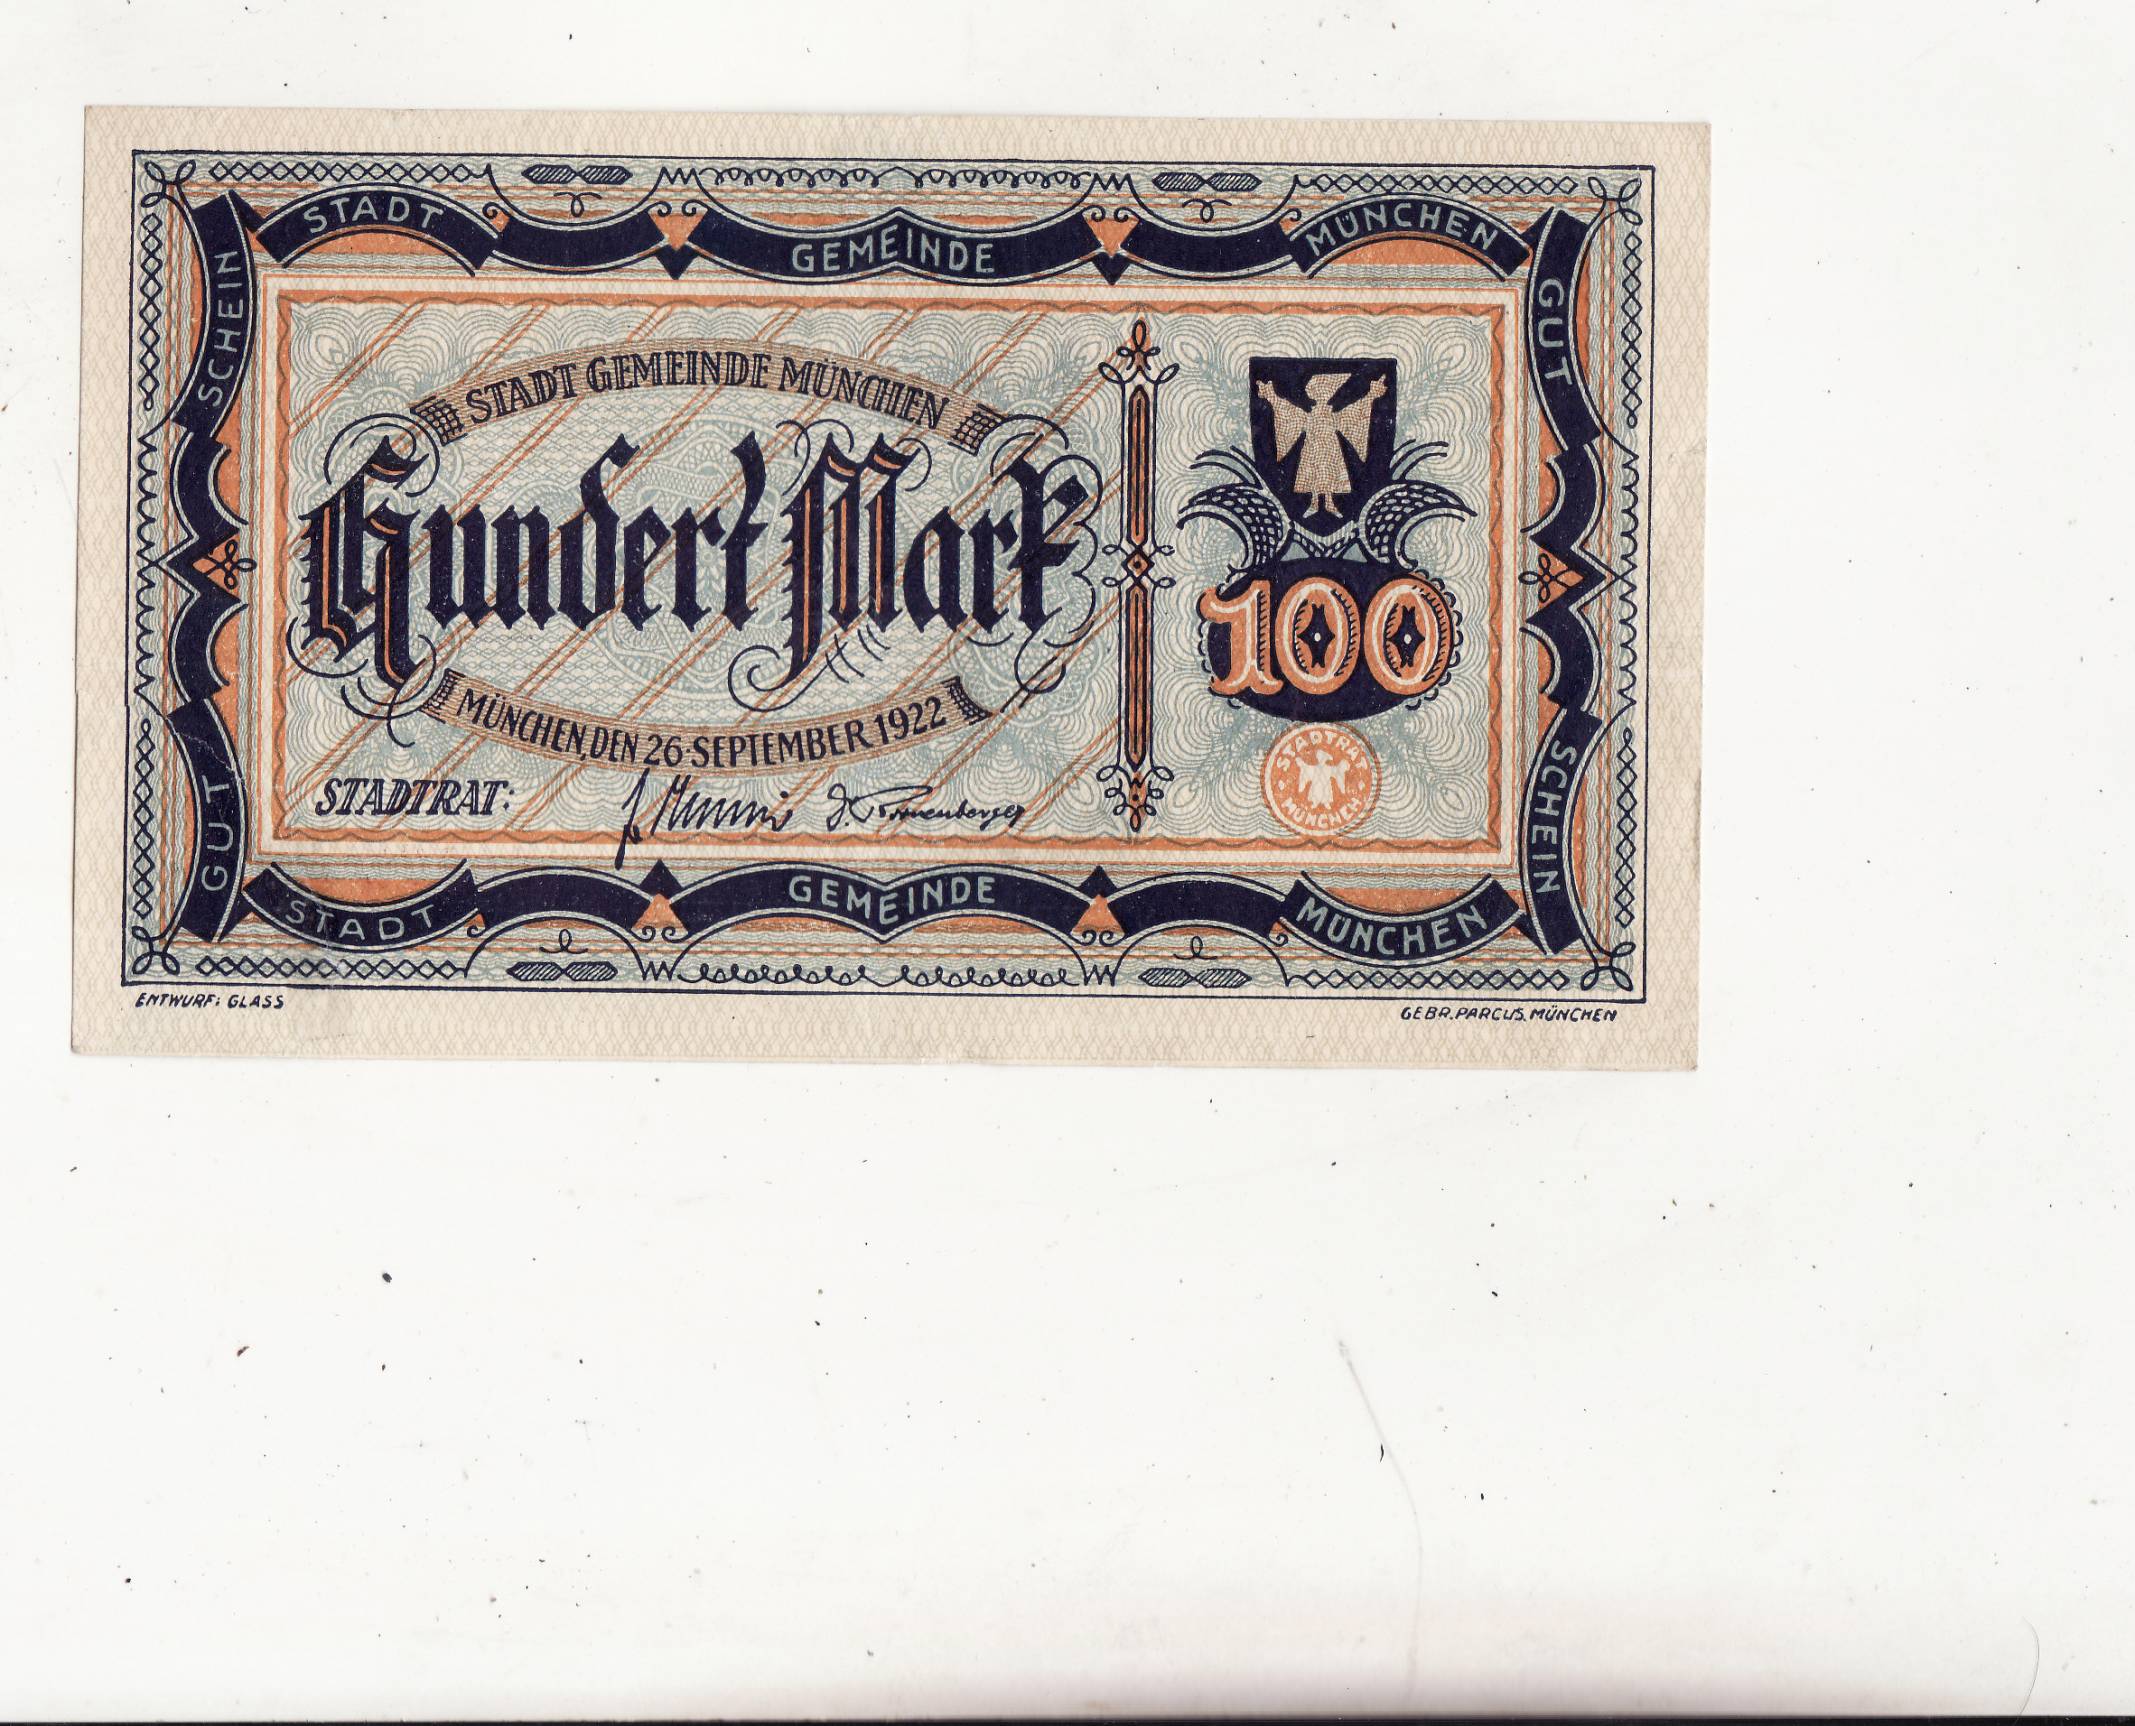 STADT GEMEINDE MÜNCHEN
GUT SCHEIN
GUT SCHEIN
STADT GEMEINDE MÜNCHEN
Hundert Mark
MÜNCHEN, DEN 26·SEPTEMBER 1922
STADTRAT:
100
STADTRAT
MÜNCHEN
STADT GEMEINDE MÜNCHEN
ENTWURF: GLASS
GEBR. PARCUS. MÜNCHEN